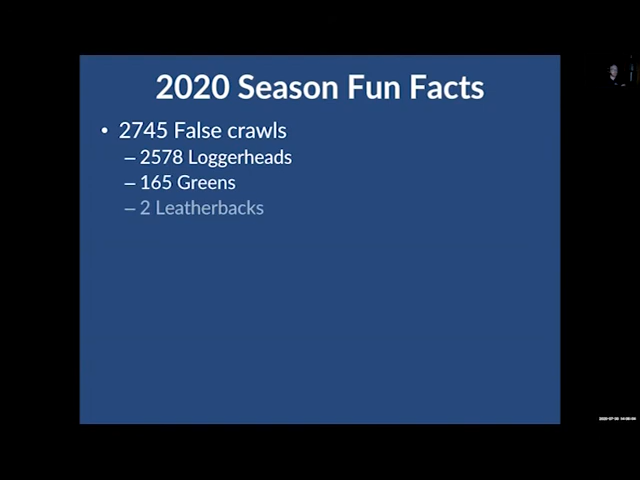 2020 Season Fun Facts
• 2745 False crawls
– 2578 Loggerheads
– 165 Greens
– 2 Leatherbacks